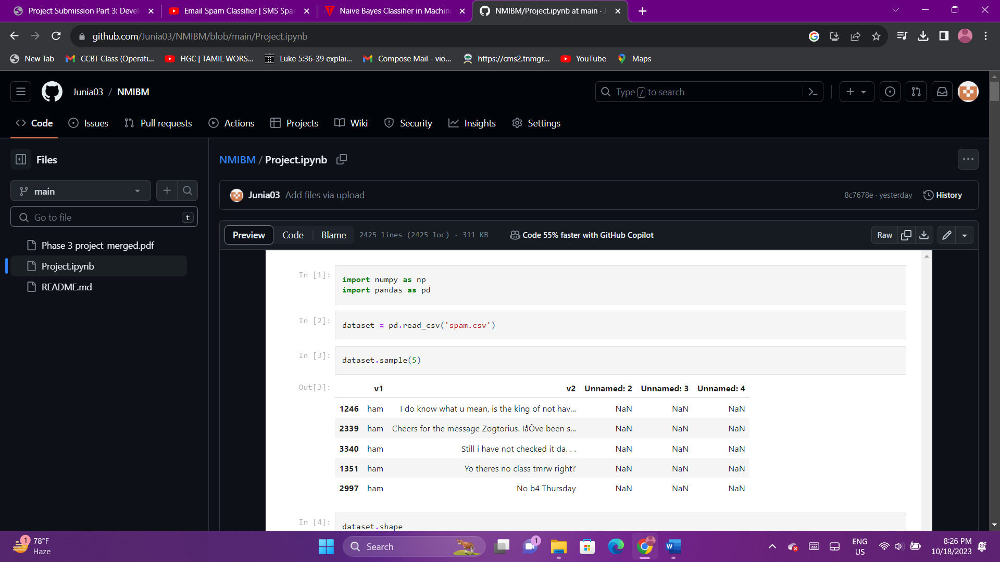 Project Submission Part 3: Devel
Email Spam Classifier | SMS Spa
Naive Bayes Classifier in Machin
NMIBM/Project.ipynb at main · J
github.com/Junia03/NMIBM/blob/main/Project.ipynb
New Tab
CCBT Class (Operati...
HGC | TAMIL WORS...
Luke 5:36-39 explai...
Compose Mail - vio...
https://cms2.tnmgr...
YouTube
Maps
Junia03 / NMIBM
Type / to search
Code
Issues
Pull requests
Actions
Projects
Wiki
Security
Insights
Settings
Files
main
Go to file
t
Phase 3 project_merged.pdf
Project.ipynb
README.md
NMIBM / Project.ipynb
Junia03 Add files via upload
8c7678e · yesterday
History
Preview
Code
Blame
2425 lines (2425 loc) · 311 KB
Code 55% faster with GitHub Copilot
Raw
In [1]:
import numpy as np
import pandas as pd
In [2]:
dataset = pd.read_csv('spam.csv')
In [3]:
dataset.sample(5)
Out[3]:
v1 v2 Unnamed: 2 Unnamed: 3 Unnamed: 4
1246 ham I do know what u mean, is the king of not hav... NaN NaN NaN
2339 ham Cheers for the message Zogtorius. IåÕve been s... NaN NaN NaN
3340 ham Still i have not checked it da. . . NaN NaN NaN
1351 ham Yo theres no class tmrw right? NaN NaN NaN
2997 ham No b4 Thursday NaN NaN NaN
In [4]:
dataset.shape
1
78°F
Haze
Search
1
ENG
US
8:26 PM
10/18/2023